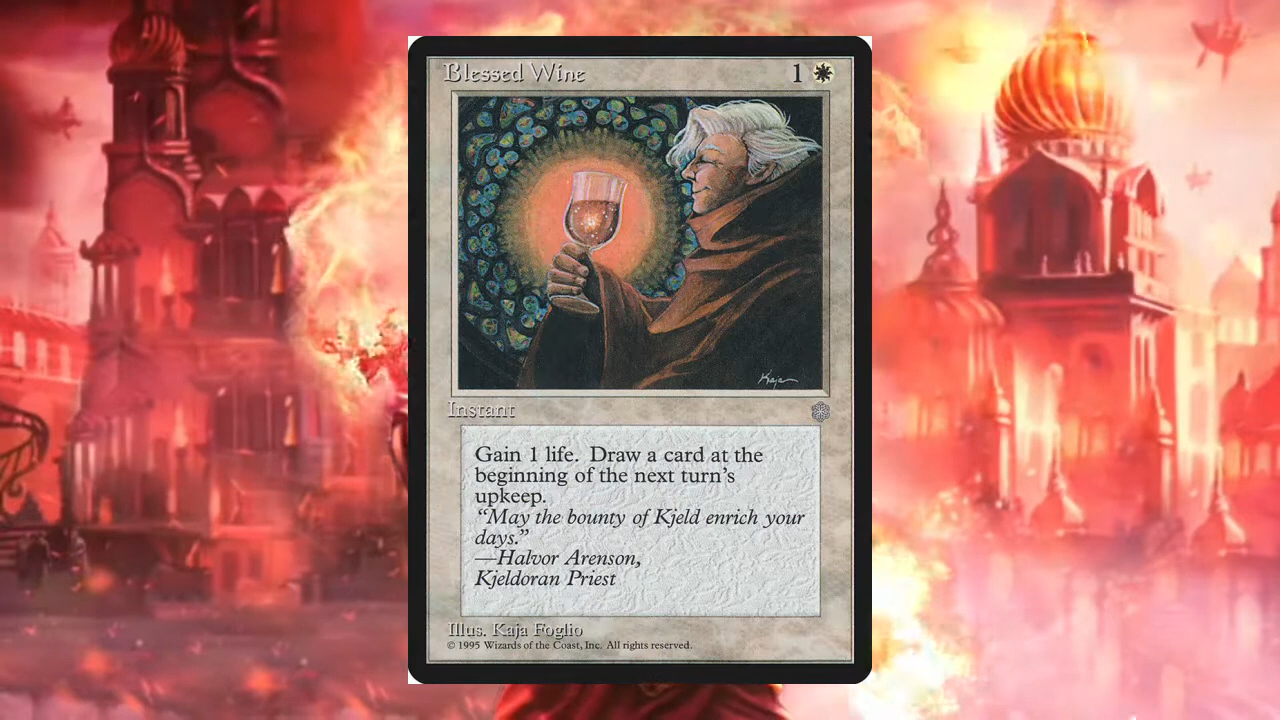 Blessed Wine 1
Kaja
Instant
Gain 1 life. Draw a card at the
beginning of the next turn's
upkeep.
“May the bounty of Kjeld enrich your
days.”
—Halvor Arenson,
Kjeldoran Priest
Illus. Kaja Foglio
© 1995 Wizards of the Coast, Inc. All rights reserved.